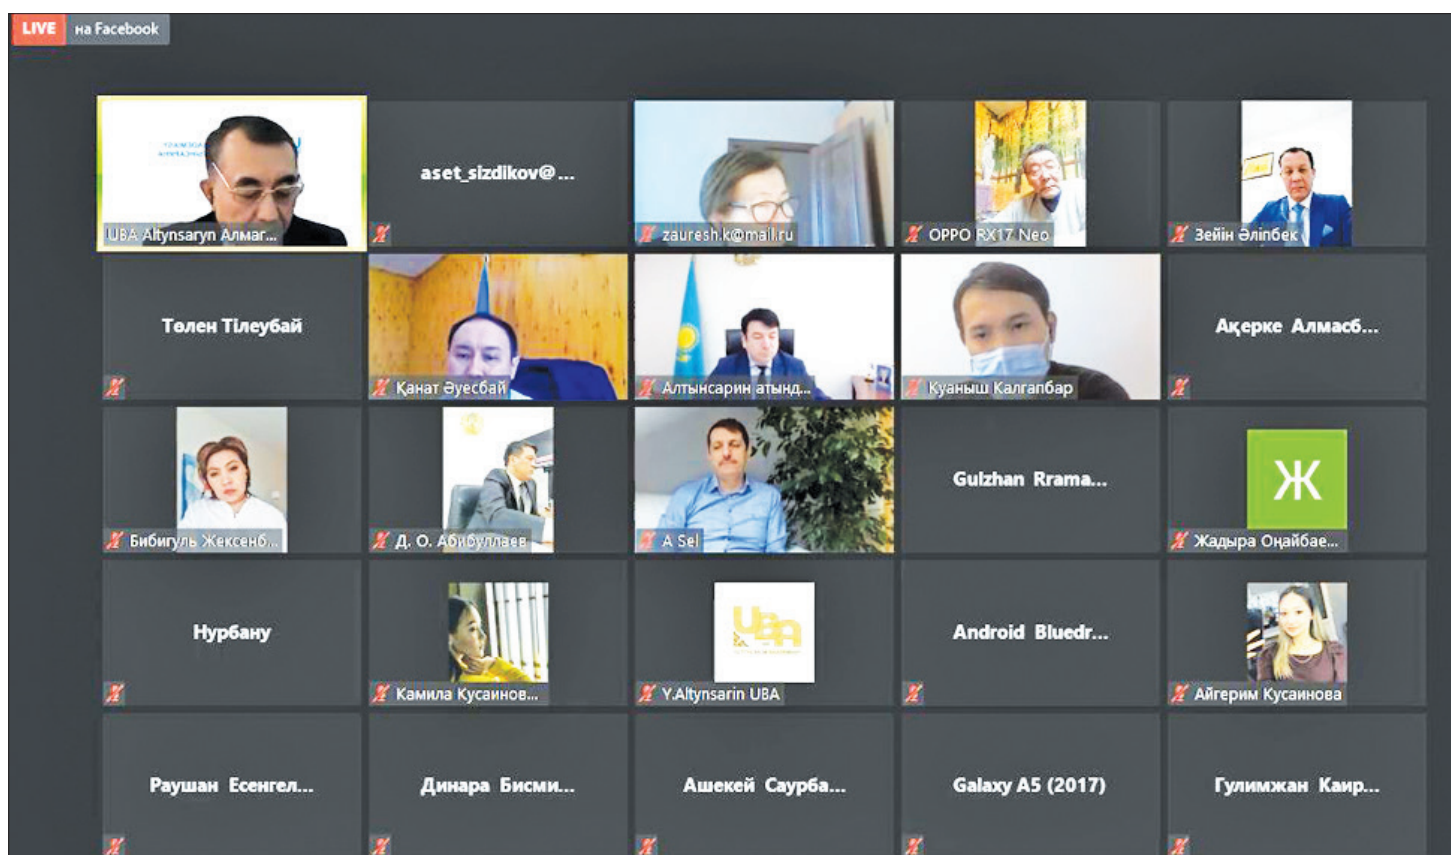 LIVE на Facebook
UBA Altynsaryn Алмаг...
aset_sizdikov@ ...
zauresh.k@mail.ru
OPPO RX17 Neo
Зейін Әліпбек
Төлен Тілеубай
Қанат Әуесбай
Алтынсарин атынд...
Куаныш Калгапбар
Ақерке Алмасб...
Бибигуль Жексенб...
Д. О. Абибуллаев
A Sel
Gulzhan Rrama...
Ж
Жадыра Оңайбае...
Нурбану
Камила Кусаинов...
UBA
Y.Altynsarin UBA
Android Bluedr...
Айгерим Кусаинова
Раушан Есенгел...
Динара Бисми...
Ашекей Саурба...
Galaxy A5 (2017)
Гулимжан Каир...